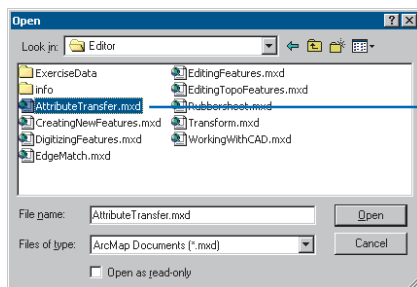 Open
Look in: Editor
ExerciseData
info
AttributeTransfer.mxd
CreatingNewFeatures.mxd
DigitizingFeatures.mxd
EdgeMatch.mxd
EditingFeatures.mxd
EditingTopoFeatures.mxd
Rubbersheet.mxd
Transform.mxd
WorkingWithCAD.mxd
File name: AttributeTransfer.mxd Open
Files of type: ArcMap Documents (*.mxd) Cancel
Open as read-only